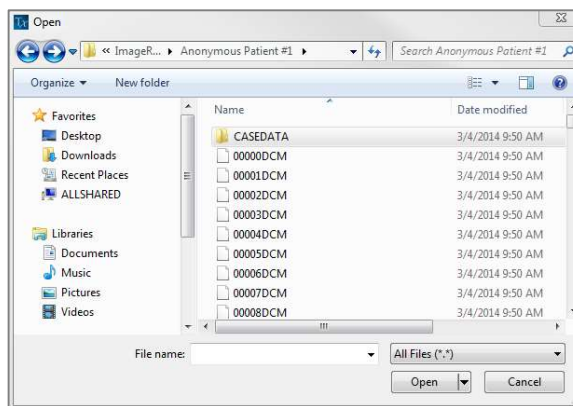 Tx Open
« ImageR... Anonymous Patient #1 Search Anonymous Patient #1
Organize New folder
Name Date modified
Favorites
Desktop
Downloads
Recent Places
ALLSHARED
Libraries
Documents
Music
Pictures
Videos
CASEDATA 3/4/2014 9:50 AM
00000DCM 3/4/2014 9:50 AM
00001DCM 3/4/2014 9:50 AM
00002DCM 3/4/2014 9:50 AM
00003DCM 3/4/2014 9:50 AM
00004DCM 3/4/2014 9:50 AM
00005DCM 3/4/2014 9:50 AM
00006DCM 3/4/2014 9:50 AM
00007DCM 3/4/2014 9:50 AM
00008DCM 3/4/2014 9:50 AM
File name: All Files (*.*)
Open Cancel